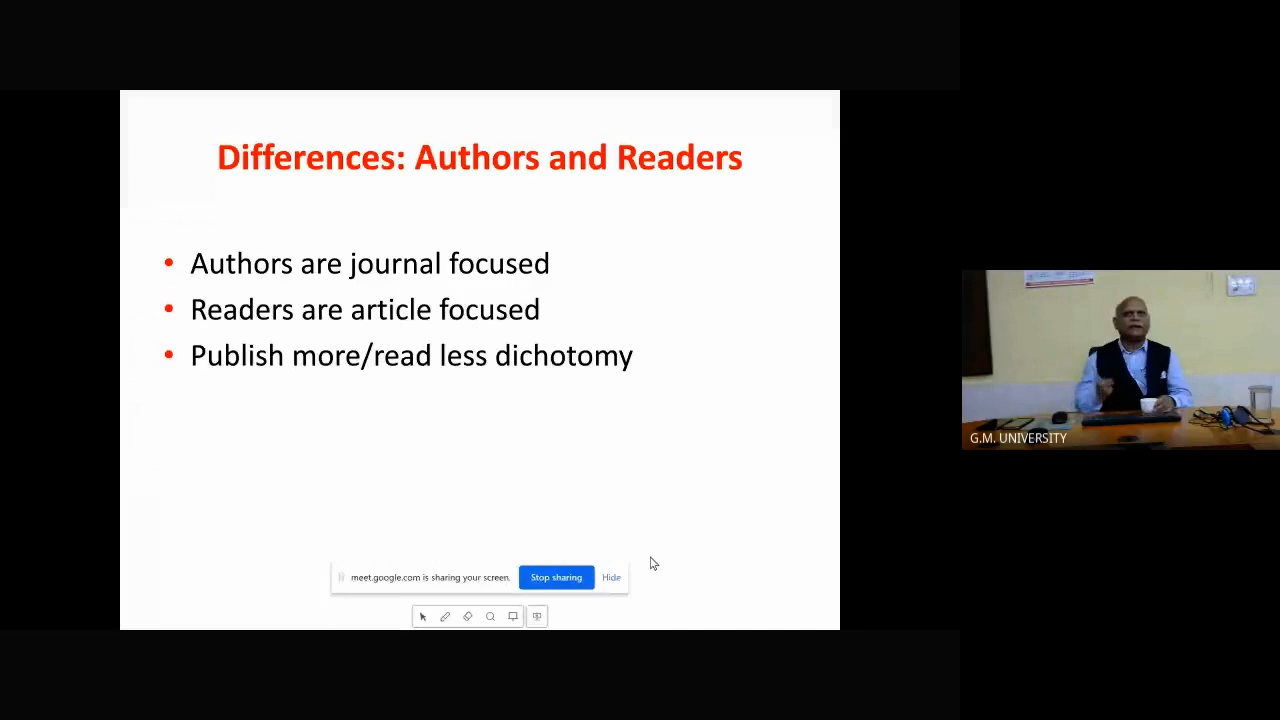 Differences: Authors and Readers
• Authors are journal focused
• Readers are article focused
• Publish more/read less dichotomy
meet.google.com is sharing your screen. Stop sharing Hide
G.M. UNIVERSITY